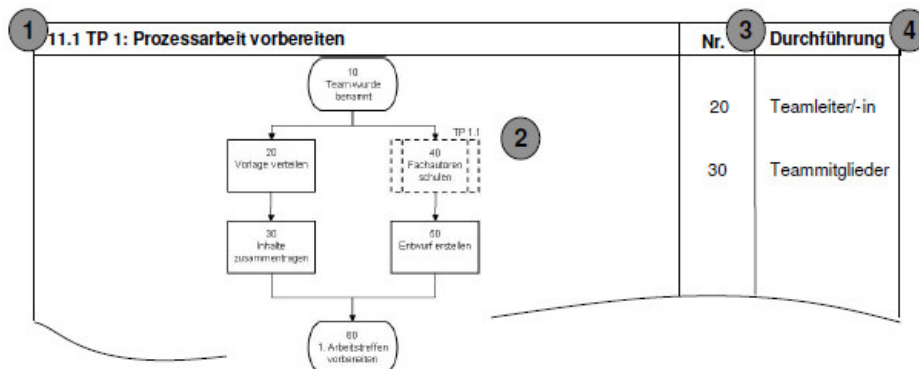 1 11.1 TP 1: Prozessarbeit vorbereiten Nr. 3 Durchführung 4
10
Team wurde
benannt
TP 1.1
2
20
Vorlage verteilen
40
Fachautoren
schulen
20 Teamleiter/-in
30 Teammitglieder
30
Inhalte
zusammentragen
50
Entwurf erstellen
60
1. Arbeitstreffen
vorbereiten